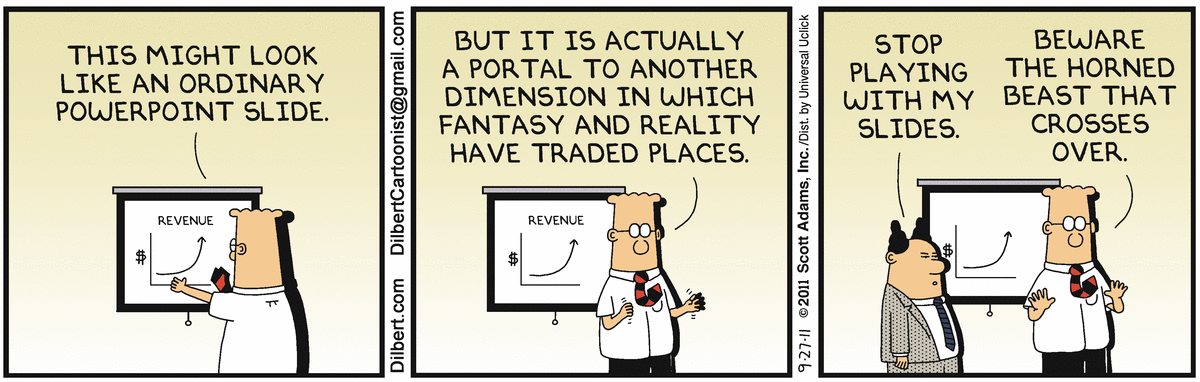 THIS MIGHT LOOK
LIKE AN ORDINARY
POWERPOINT SLIDE.
REVENUE
$
Dilbert.com DilbertCartoonist@gmail.com
BUT IT IS ACTUALLY
A PORTAL TO ANOTHER
DIMENSION IN WHICH
FANTASY AND REALITY
HAVE TRADED PLACES.
REVENUE
$
9-27-11 ©2011 Scott Adams, Inc./Dist. by Universal Uclick
STOP
PLAYING
WITH MY
SLIDES.
BEWARE
THE HORNED
BEAST THAT
CROSSES
OVER.
$